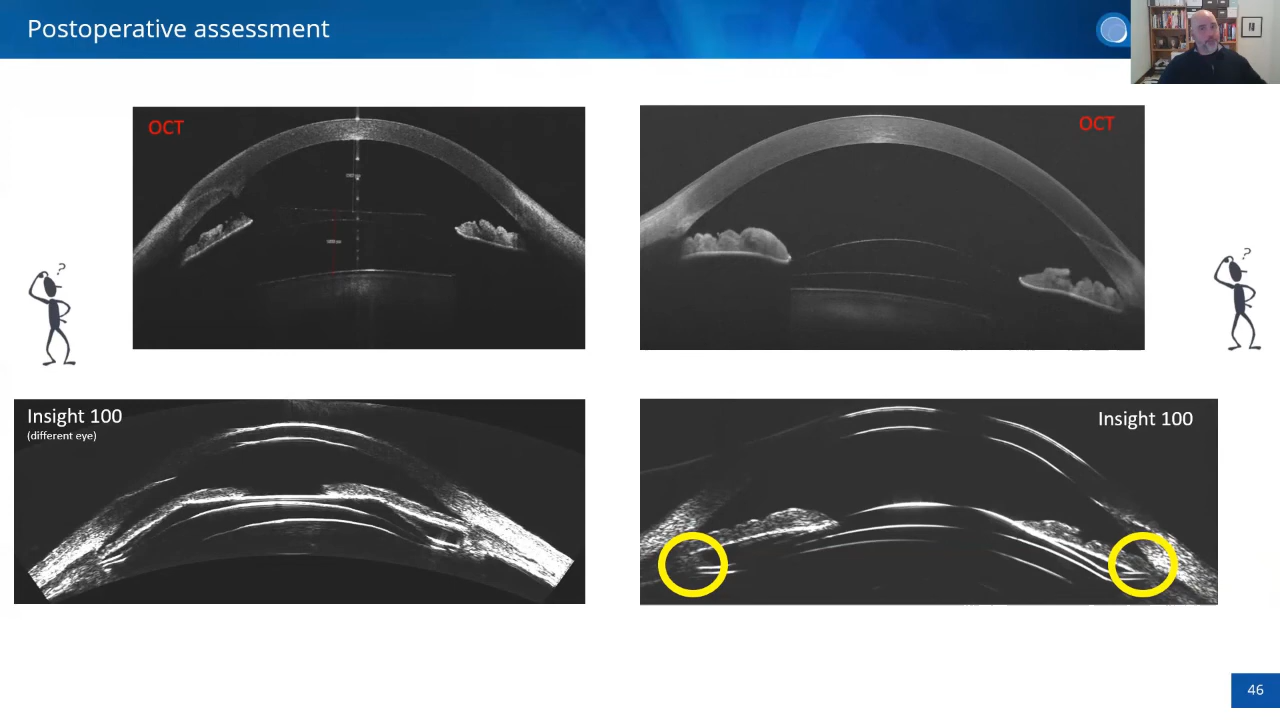 Postoperative assessment
OCT
OCT
?
?
Insight 100
(different eye)
Insight 100
46